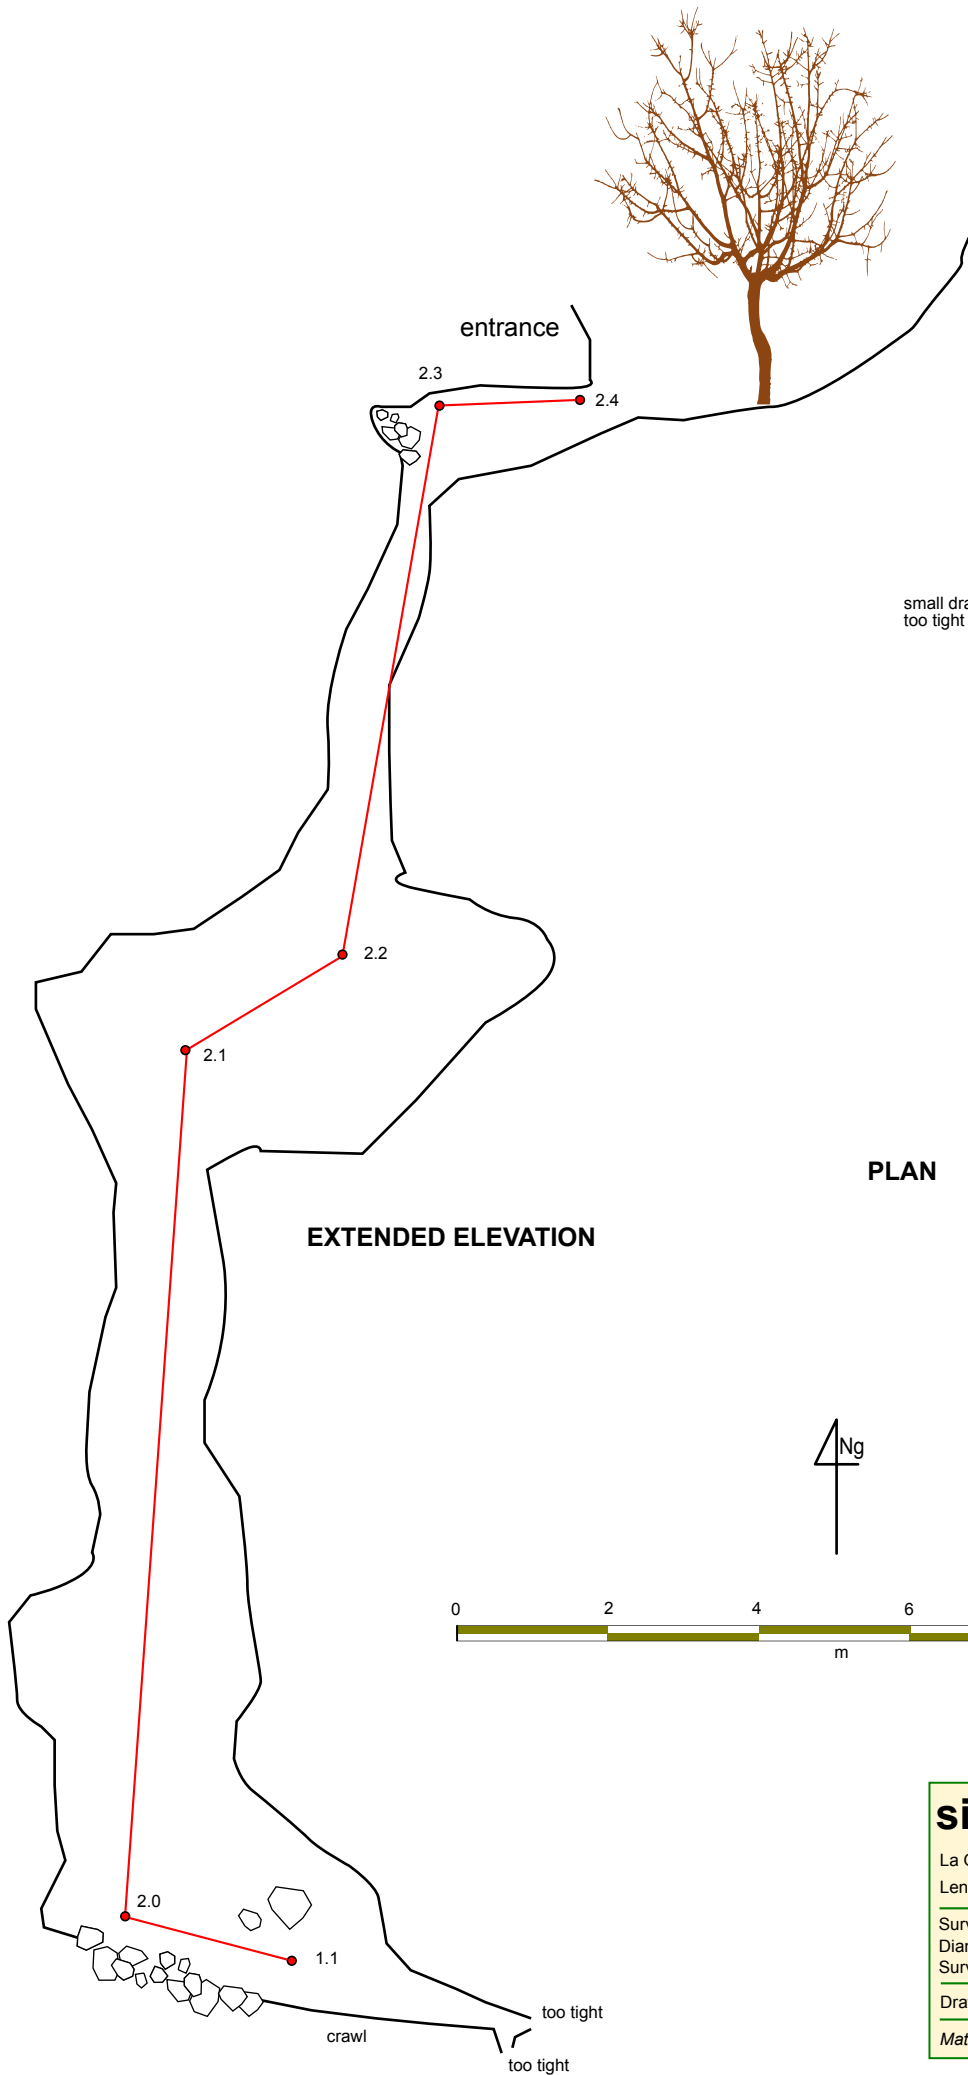 entrance
2.3
2.4
small
too tight
2.2
2.1
PLAN
EXTENDED ELEVATION
Ng
0 2 4 6
m
La
2.0
1.1
too tight
crawl
too tight